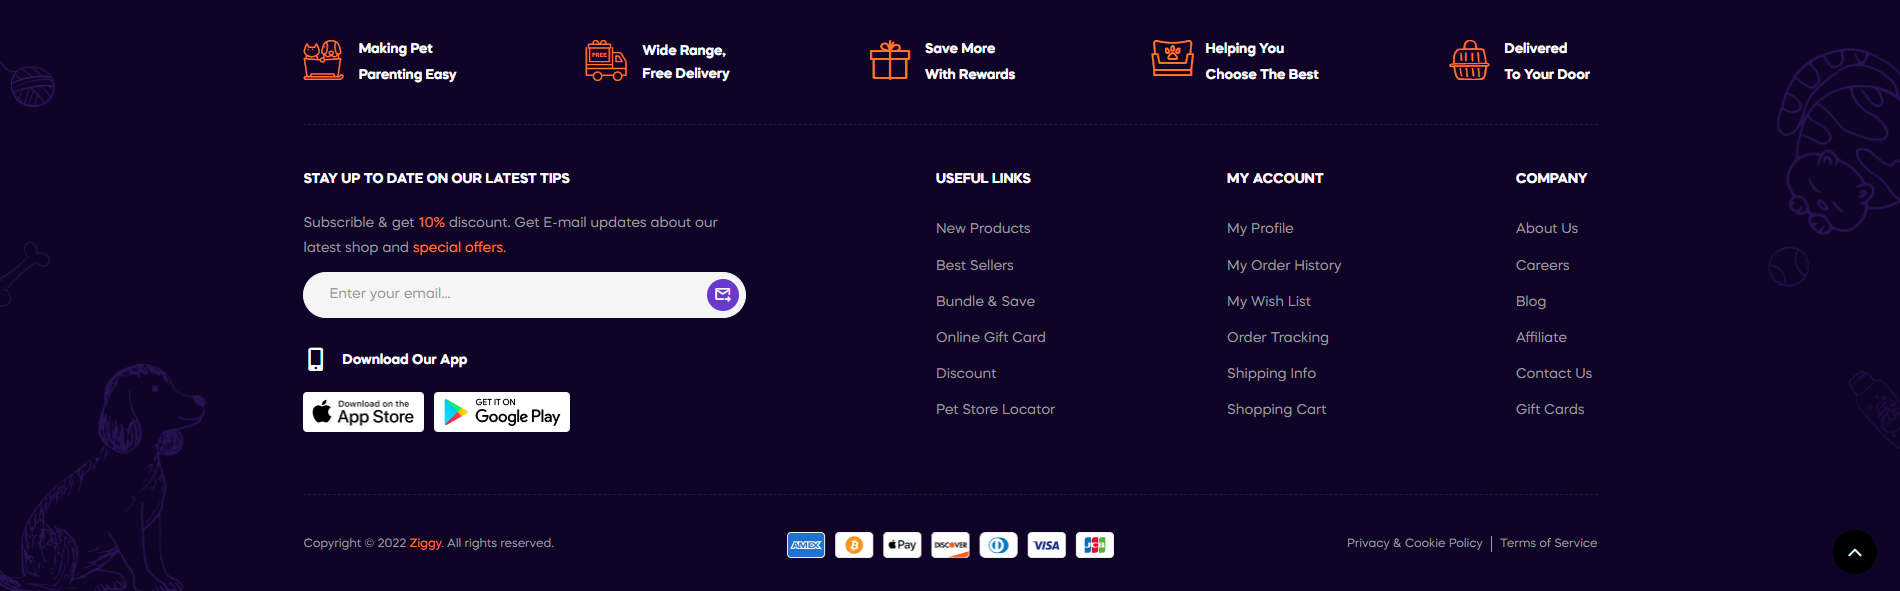 Making Pet
Parenting Easy
FREE
Wide Range,
Free Delivery
Save More
With Rewards
Helping You
Choose The Best
Delivered
To Your Door
STAY UP TO DATE ON OUR LATEST TIPS
Subscrible & get 10% discount. Get E-mail updates about our
latest shop and special offers.
Enter your email...
Download Our App
Download on the
App Store
GET IT ON
Google Play
USEFUL LINKS
New Products
Best Sellers
Bundle & Save
Online Gift Card
Discount
Pet Store Locator
MY ACCOUNT
My Profile
My Order History
My Wish List
Order Tracking
Shipping Info
Shopping Cart
COMPANY
About Us
Careers
Blog
Affiliate
Contact Us
Gift Cards
Copyright © 2022 Ziggy. All rights reserved.
AMEX
Pay
DISCOVER
VISA
JCB
Privacy & Cookie Policy
Terms of Service